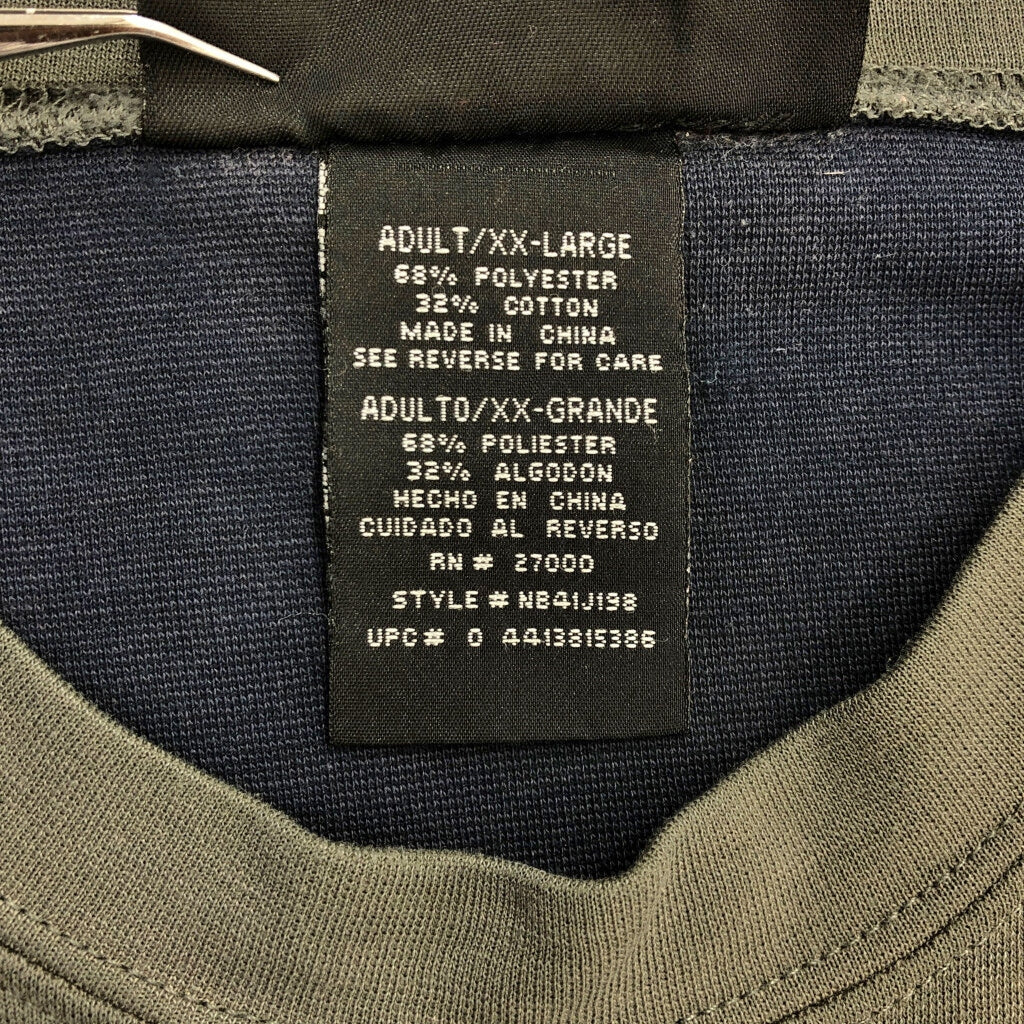 ADULT/XX-LARGE
68% POLYESTER
32% COTTON
MADE IN CHINA
SEE REVERSE FOR CARE
ADULTO/XX-GRANDE
68% POLIESTER
32% ALGODON
HECHO EN CHINA
CUIDADO AL REVERSO
RN # 27000
STYLE # NB41J198
UPC # 0 4413815386